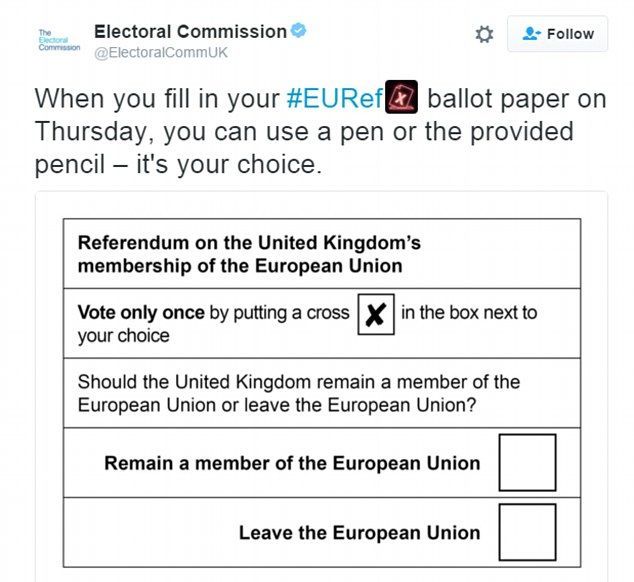 The
Electoral
Commission
Electoral Commission
@ElectoralCommUK
Follow
When you fill in your #EURef ballot paper on
Thursday, you can use a pen or the provided
pencil – it's your choice.
Referendum on the United Kingdom’s
membership of the European Union
Vote only once by putting a cross X in the box next to
your choice
Should the United Kingdom remain a member of the
European Union or leave the European Union?
Remain a member of the European Union
Leave the European Union